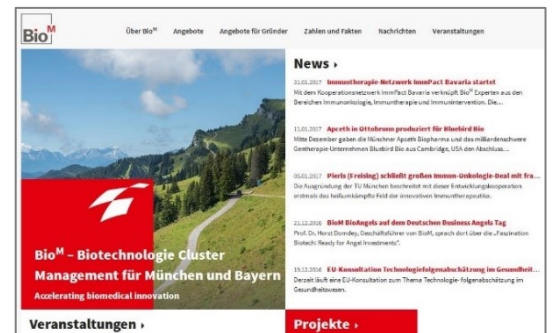 Bio M
Über Bio M Angebote Angebote für Gründer Zahlen und Fakten Nachrichten Veranstaltungen
News ›
31.01.2017 Immuntherapie-Netzwerk ImmPact Bavaria startet
Mit dem Kooperationsnetzwerk ImmPact Bavaria verknüpft Bio M Experten aus den
Bereichen Immunonkologie, Immuntherapie und Immunintervention. Die...
11.01.2017 Apceth in Ottobrunn produziert für Bluebird Bio
Mitte Dezember gaben die Münchner Apceth Biopharma und das milliardenschwere
Gentherapie-Unternehmen Bluebird Bio aus Cambridge, USA den Abschluss...
05.01.2017 Pieris (Freising) schließt großen Immun-Onkologie-Deal mit fra...
Die Ausgründung der TU München beschreitet mit dieser Entwicklungskooperation
erstmals das heißumkämpfte Feld der innovativen Immuntherapeutika.
21.12.2016 BioM BioAngels auf dem Deutschen Business Angels Tag
Prof. Dr. Horst Domdey, Geschäftsführer von BioM, sprach dort über die „Faszination
Biotech: Ready for Angel Investments".
19.12.2016 EU-Konsultation Technologiefolgenabschätzung im Gesundheit...
Derzeit läuft eine EU-Konsultation zum Thema Technologie- folgenabschätzung im
Gesundheitswesen.
Bio M – Biotechnologie Cluster
Management für München und Bayern
Accelerating biomedical innovation
Veranstaltungen ›
Projekte ›